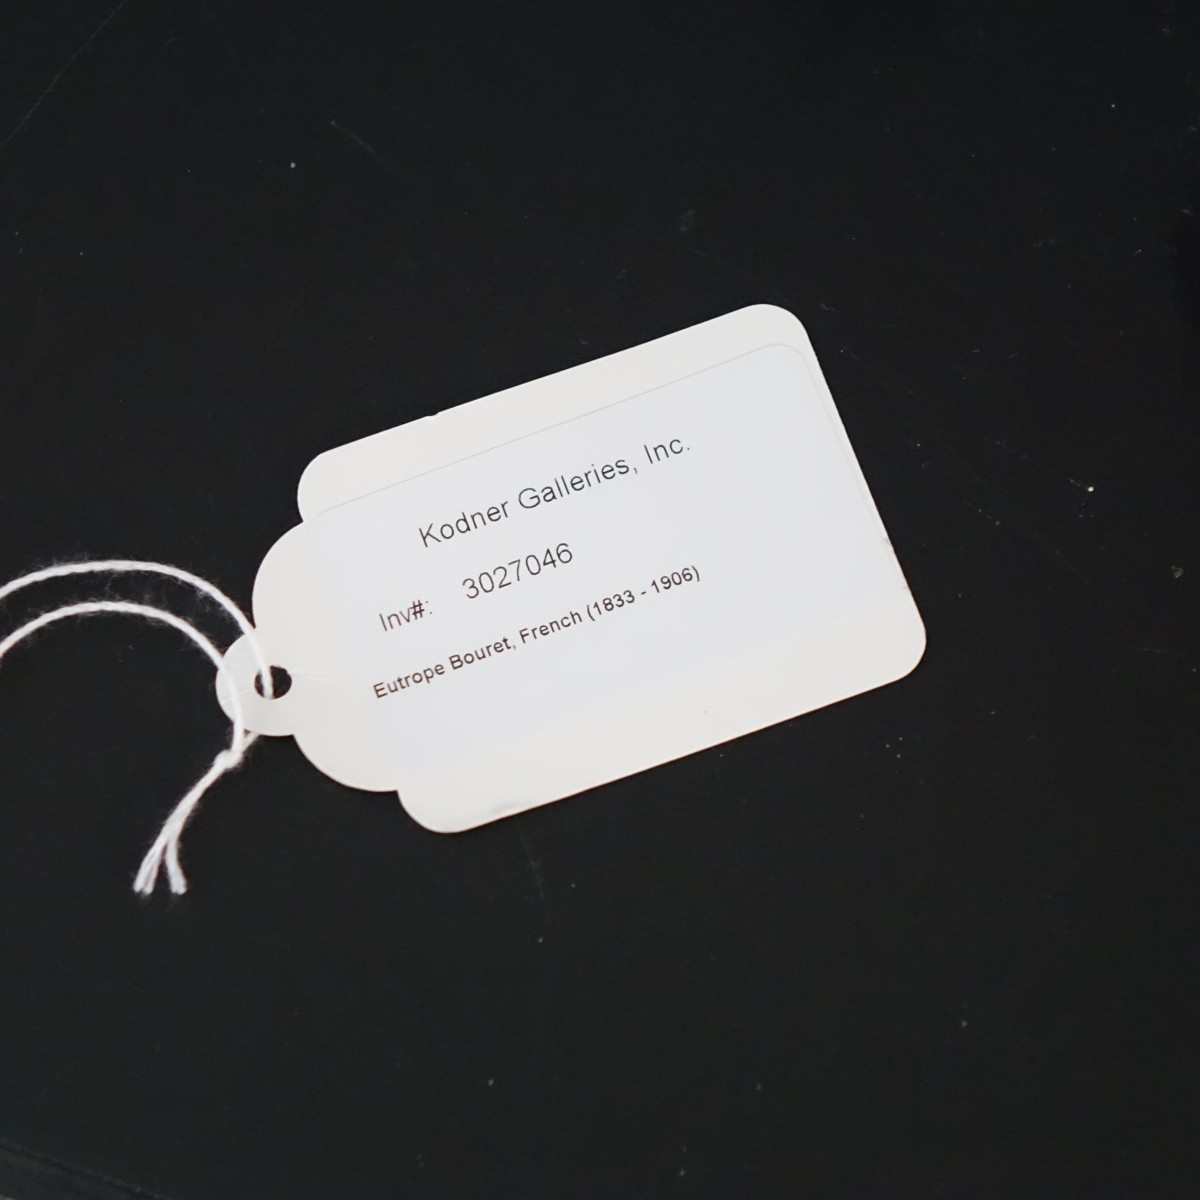 Kodner Galleries, Inc.
Inv#: 3027046
Eutrope Bouret, French (1833 - 1906)